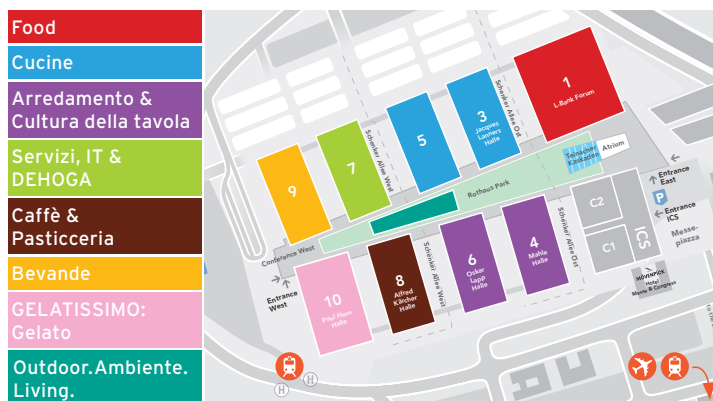 Food
Cucine
Arredamento &
Cultura della tavola
Servizi, IT &
DEHOGA
Caffè &
Pasticceria
Bevande
GELATISSIMO:
Gelato
Outdoor.Ambiente.
Living.
1
L-Bank Forum
3
Jacques
Lanners
Halle
5
7
9
Schenker Allee West
Schenker Allee Ost
Teinacher
Kaskaden
Atrium
Rothaus Park
Conference West
Entrance
West
Entrance
East
P
Entrance
ICS
C2
C1
ICS
Messe-
piazza
MÖVENPICK
Hotel
Messe & Congress
4
Mahle
Halle
6
Oskar
Lapp
Halle
8
Alfred
Kärcher
Halle
10
Paul Horn
Halle
Schenker Allee West
Schenker Allee Ost
H
H